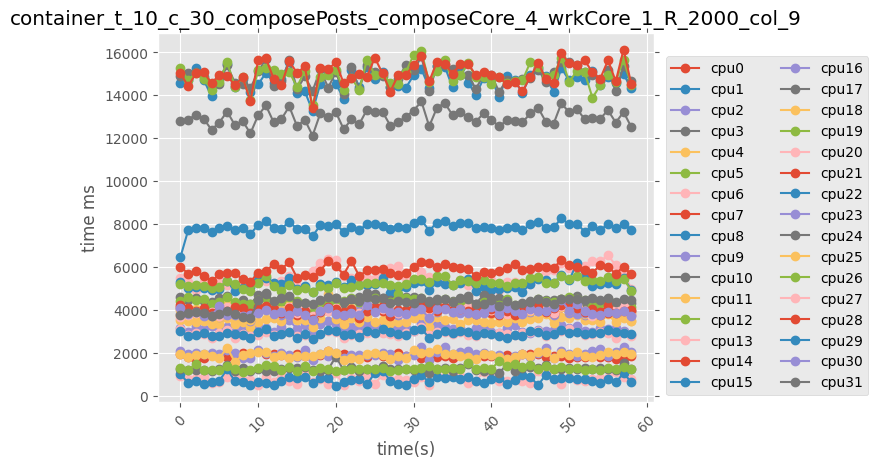 container_t_10_c_30_composePosts_composeCore_4_wrkCore_1_R_2000_col_9
16000
14000
12000
10000
8000
6000
4000
2000
0
time ms
0 10 20 30 40 50 60
time(s)
cpu0 cpu16
cpu1 cpu17
cpu2 cpu18
cpu3 cpu19
cpu4 cpu20
cpu7 cpu21
cpu8 cpu22
cpu9 cpu23
cpu10 cpu24
cpu11 cpu25
cpu12 cpu26
cpu13 cpu27
cpu14 cpu28
cpu15 cpu29
cpu5
cpu6
cpu30
cpu31